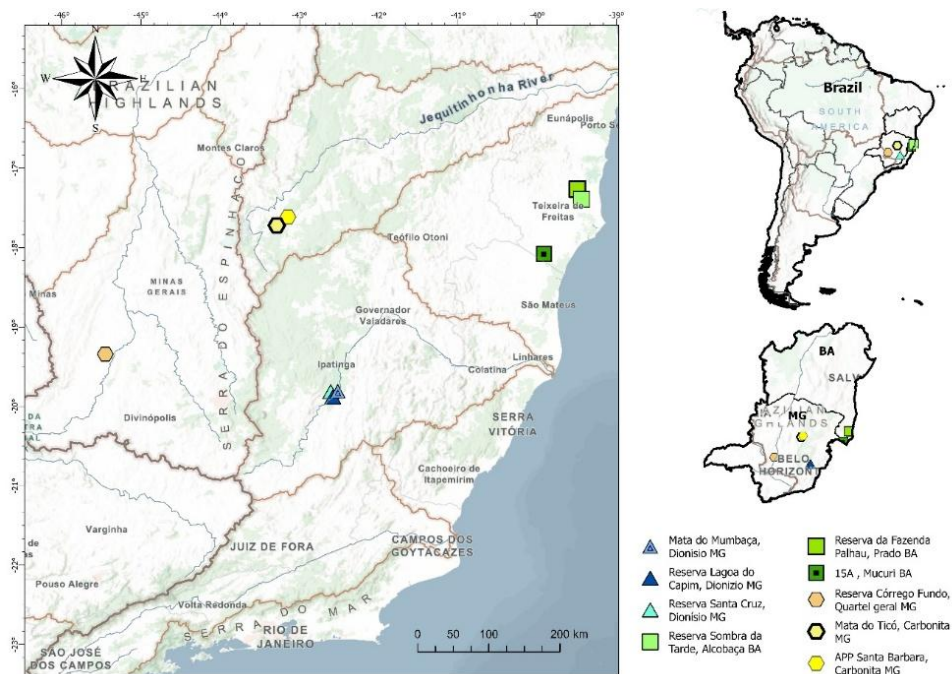 -46° -45° -44° -43° -42° -41° -40° -39°
N
W E
S
BRAZILIAN
HIGHLANDS
-16°
Jequitinhonha River
Eunápolis
Porto Se
Montes Claros
-17°
Teixeira de
Freitas
Teófilo Otoni
-18°
SERRA DO ESPINHAÇO
MINAS
GERAIS
Minas
São Mateus
Governador
Valadares
-19°
Ipatinga
Linhares
Colatina
-20°
Divinópolis
DA
SERRA
VITÓRIA
Cachoeiro de
Itapemirim
-21°
Varginha
JUIZ DE FORA
CAMPOS DOS
GOYTACAZES
-22°
Pouso Alegre
Volta Redonda
SERRA DO MAR
RIO DE
JANEIRO
-23°
SÃO JOSÉ
DOS CAMPOS
0 50 100 200 km
Brazil
SOUTH
AMERICA
BA
SALV
MG
BELO
HORIZONT
Mata do Mumbaça,
Dionisio MG
Reserva Lagoa do
Capim, Dionizio MG
Reserva Santa Cruz,
Dionísio MG
Reserva Sombra da
Tarde, Alcobaça BA
Reserva da Fazenda
Palhau, Prado BA
15A , Mucuri BA
Reserva Córrego Fundo,
Quartel geral MG
Mata do Ticó, Carbonita
MG
APP Santa Barbara,
Carbonita MG